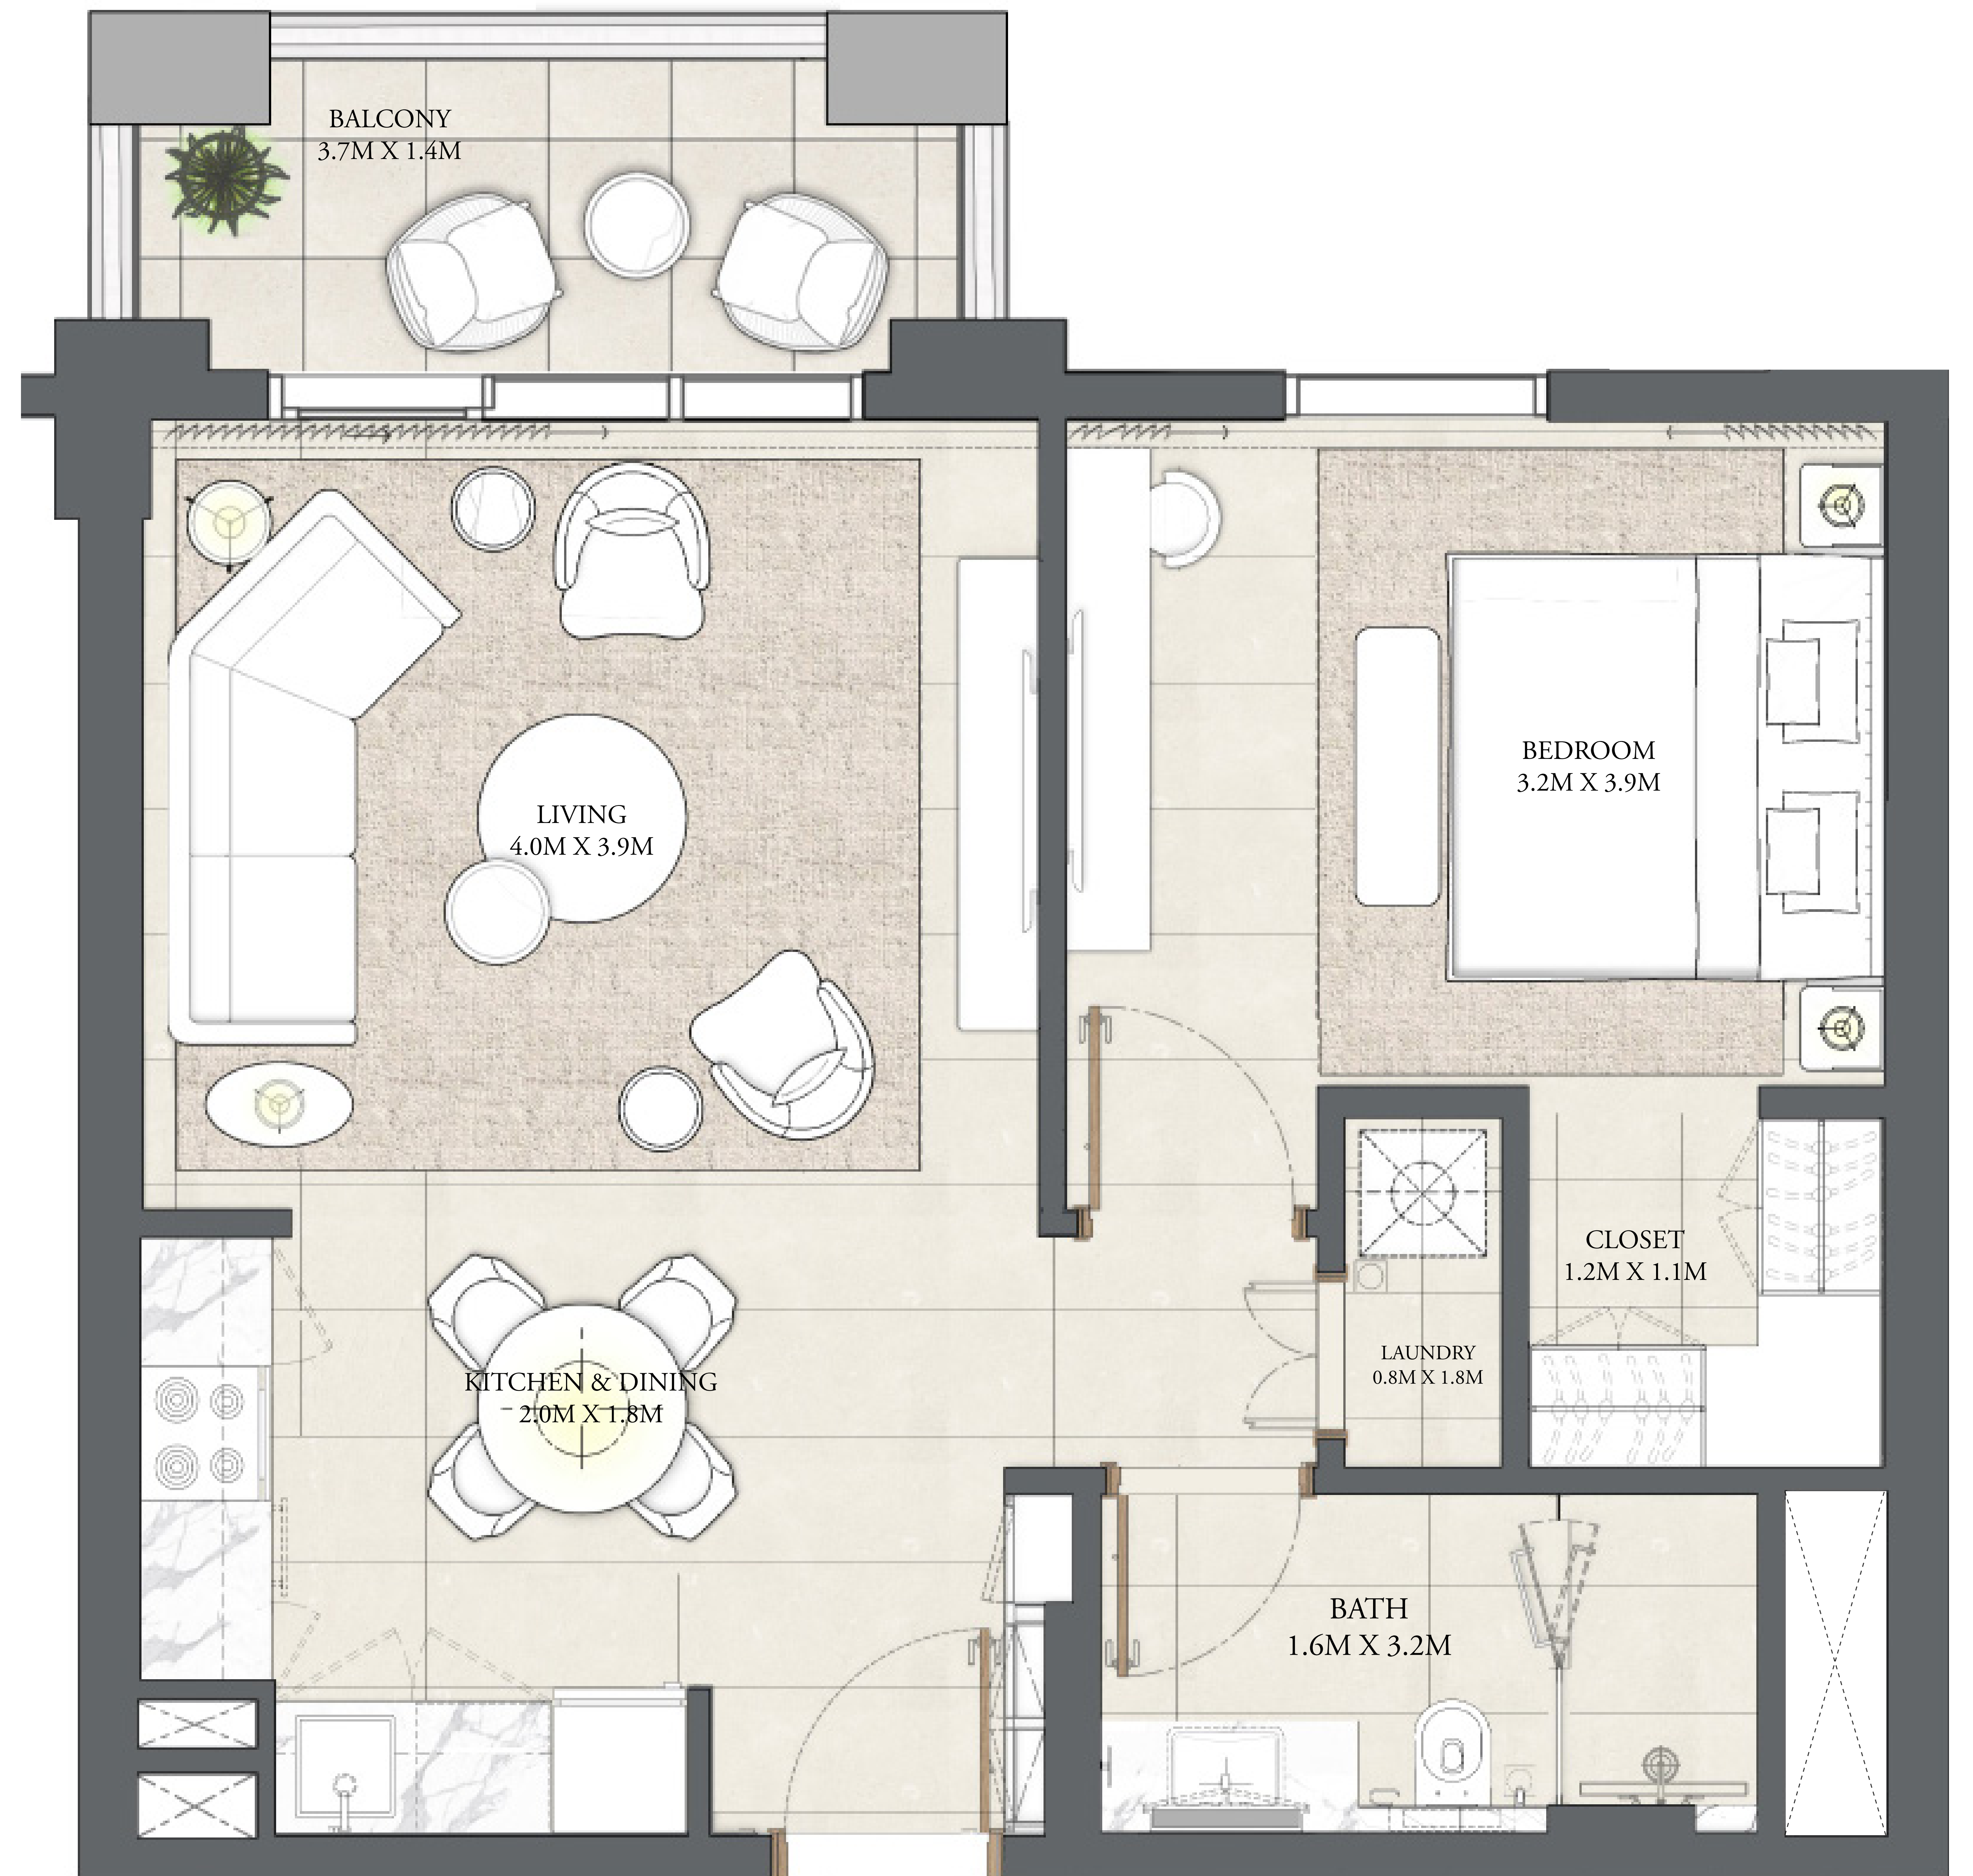 BALCONY
3.7M X 1.4M
BEDROOM
3.2M X 3.9M
LIVING
4.0M X 3.9M
CLOSET
1.2M X 1.1M
LAUNDRY
0.8M X 1.8M
KITCHEN & DINING
2.0M X 1.8M
BATH
1.6M X 3.2M